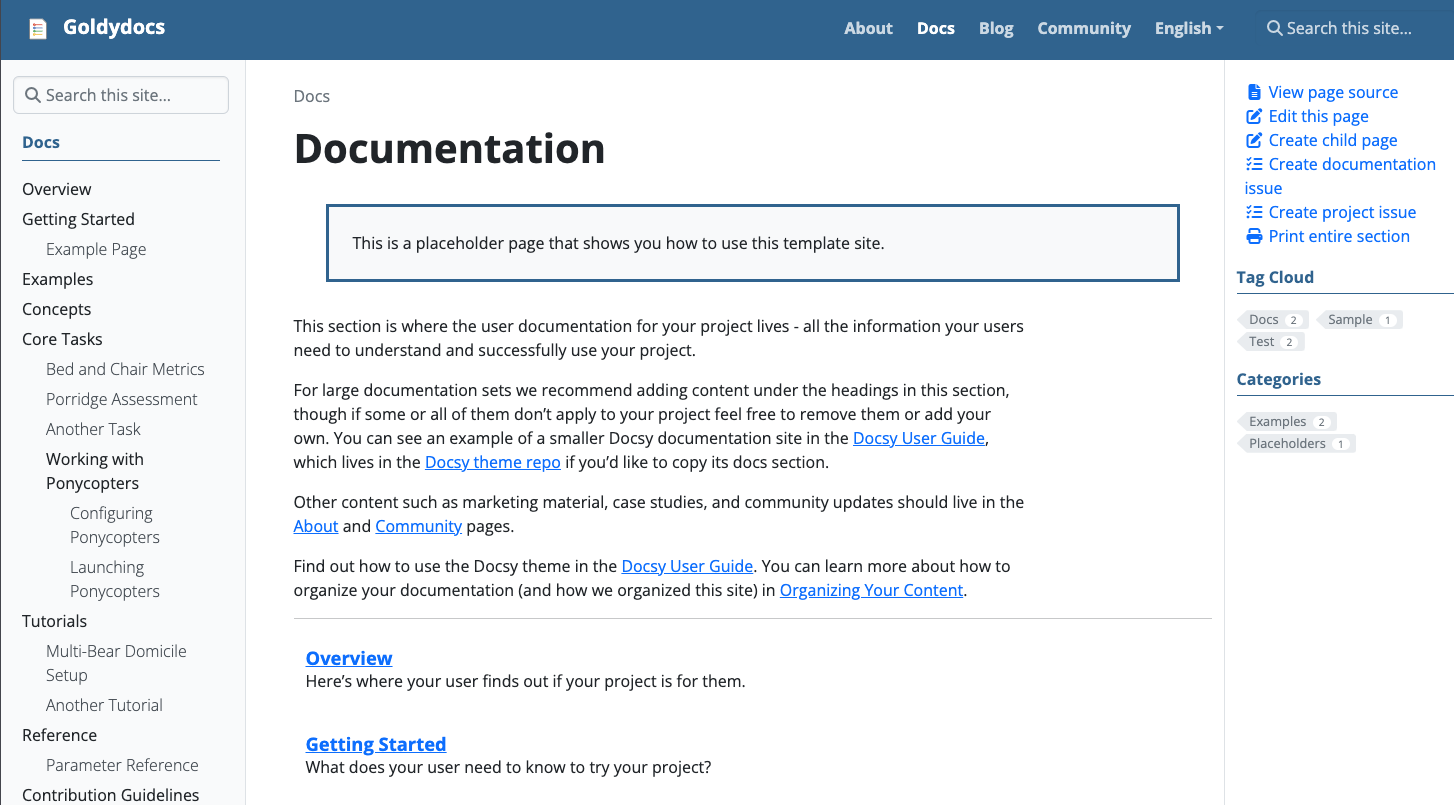 Goldydocs
About Docs Blog Community English Search this site...
Search this site...
Docs
Overview
Getting Started
Example Page
Examples
Concepts
Core Tasks
Bed and Chair Metrics
Porridge Assessment
Another Task
Working with
Ponycopters
Configuring
Ponycopters
Launching
Ponycopters
Tutorials
Multi-Bear Domicile
Setup
Another Tutorial
Reference
Parameter Reference
Contribution Guidelines
Docs
Documentation
This is a placeholder page that shows you how to use this template site.
This section is where the user documentation for your project lives - all the information your users
need to understand and successfully use your project.
For large documentation sets we recommend adding content under the headings in this section,
though if some or all of them don’t apply to your project feel free to remove them or add your
own. You can see an example of a smaller Docsy documentation site in the Docsy User Guide,
which lives in the Docsy theme repo if you’d like to copy its docs section.
Other content such as marketing material, case studies, and community updates should live in the
About and Community pages.
Find out how to use the Docsy theme in the Docsy User Guide. You can learn more about how to
organize your documentation (and how we organized this site) in Organizing Your Content.
Overview
Here’s where your user finds out if your project is for them.
Getting Started
What does your user need to know to try your project?
View page source
Edit this page
Create child page
Create documentation
issue
Create project issue
Print entire section
Tag Cloud
Docs 2 Sample 1
Test 2
Categories
Examples 2
Placeholders 1